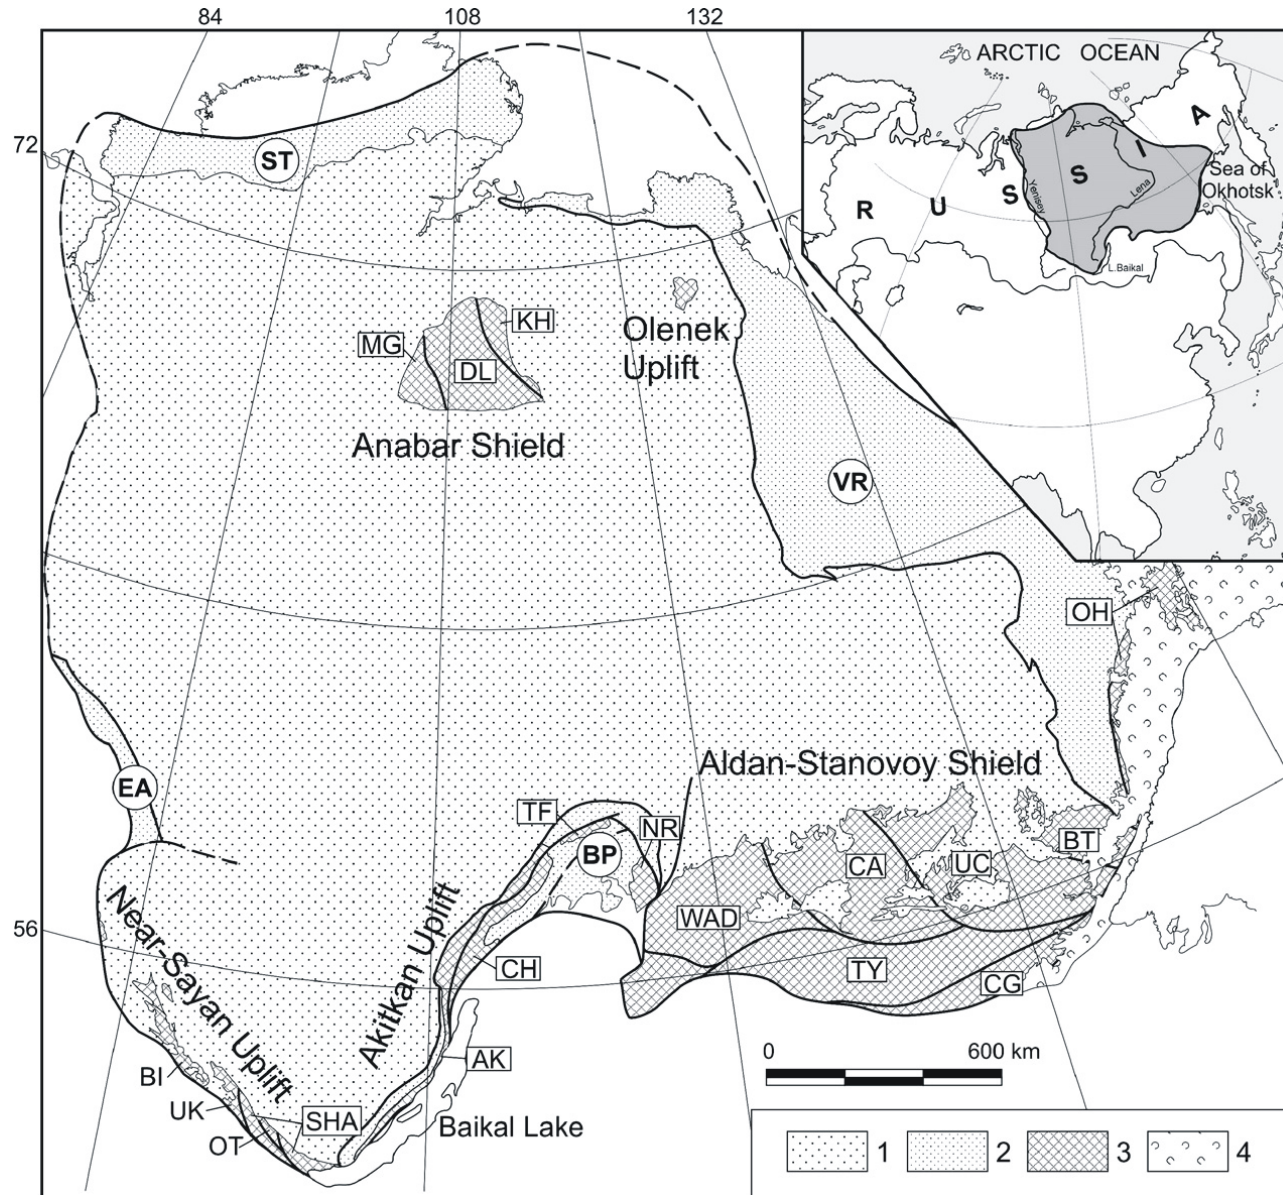 84
108
132
72
56
ARCTIC OCEAN
R U S S I A
Yenisey
Lena
Sea of
Okhotsk
L.Baikal
ST
MG
DL
KH
Olenek
Uplift
Anabar Shield
VR
OH
EA
Aldan-Stanovoy Shield
TF
NR
BP
WAD
CA
UC
BT
TY
CG
CH
AK
Near-Sayan Uplift
Akitkan Uplift
BI
UK
OT
SHA
Baikal Lake
0
600 km
1
2
3
4